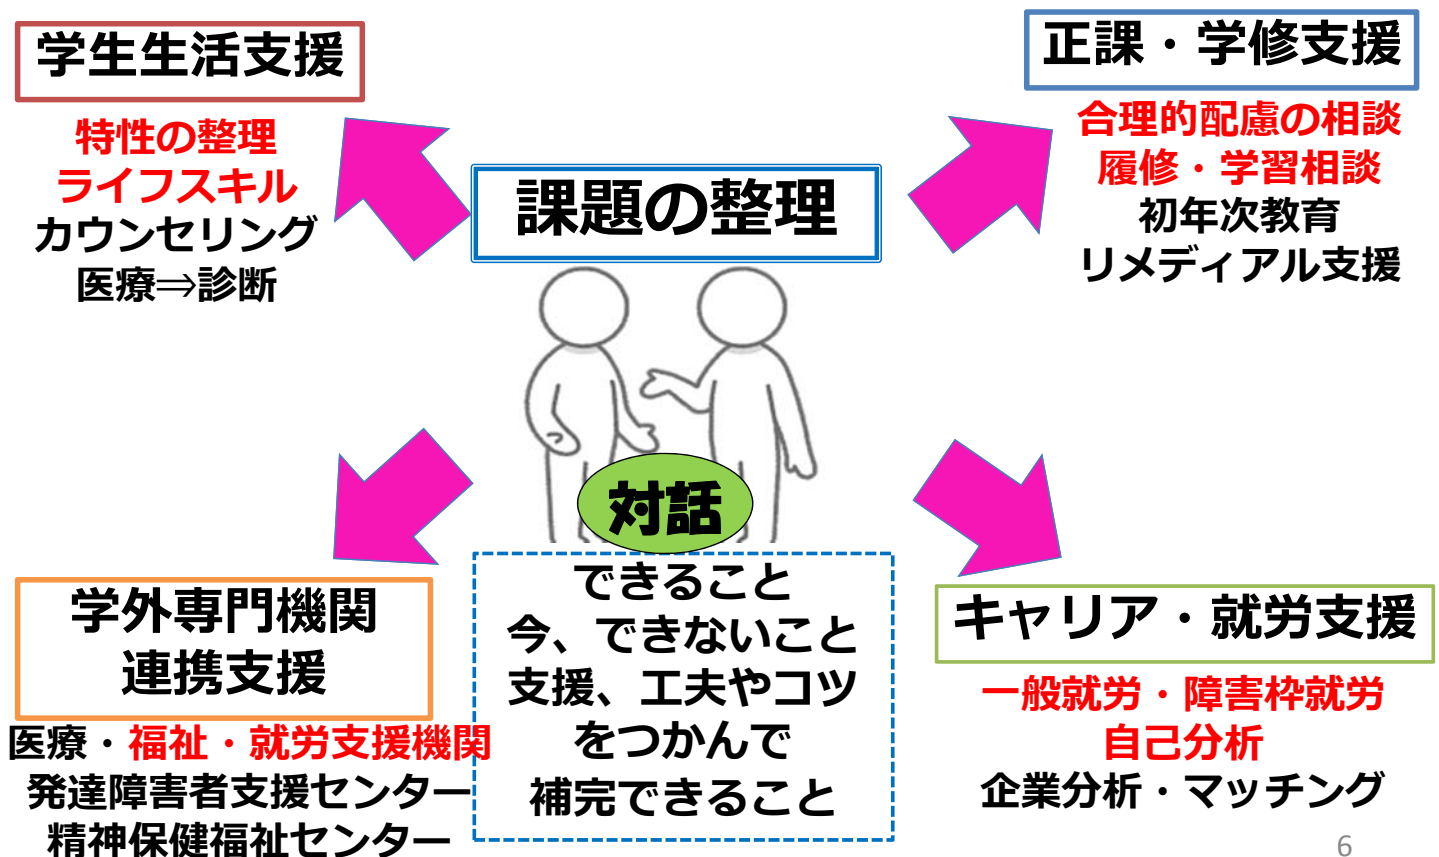 学生生活支援
特性の整理
ライフスキル
カウンセリング
医療⇒診断
課題の整理
正課・学修支援
合理的配慮の相談
履修・学習相談
初年次教育
リメディアル支援
対話
できること
今、できないこと
支援、工夫やコツ
をつかんで
補完できること
学外専門機関
連携支援
医療・福祉・就労支援機関
発達障害者支援センター
精神保健福祉センター
キャリア・就労支援
一般就労・障害枠就労
自己分析
企業分析・マッチング
6